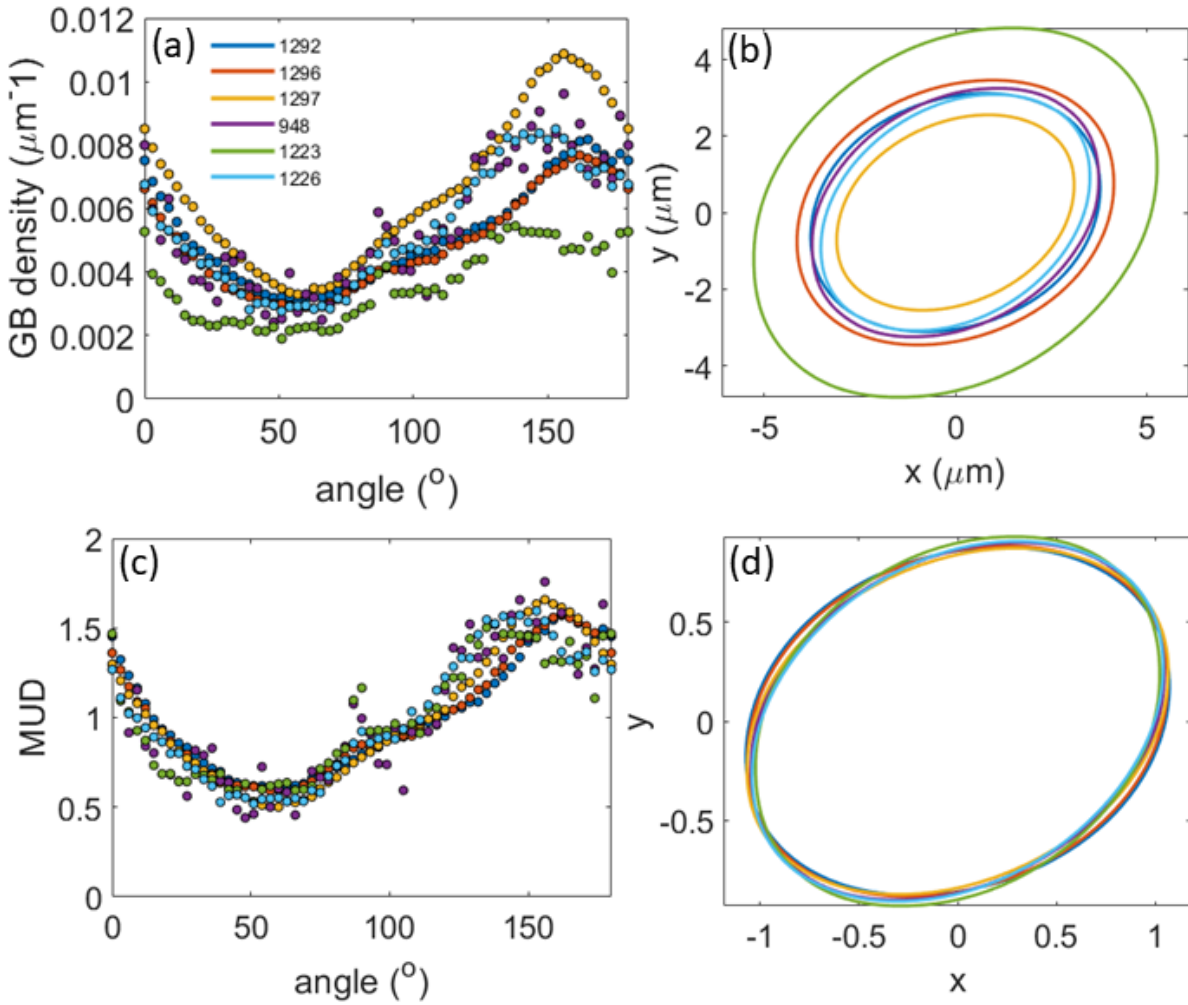 (a)
GB density (μm-1)
0.012
0.01
0.008
0.006
0.004
0.002
0
1292
1296
1297
948
1223
1226
0 50 100 150
angle (o)
(b)
y (μm)
4
2
0
-2
-4
-5 0 5
x (μm)
(c)
MUD
2
1.5
1
0.5
0
0 50 100 150
angle (o)
(d)
y
0.5
0
-0.5
-1 -0.5 0 0.5 1
x